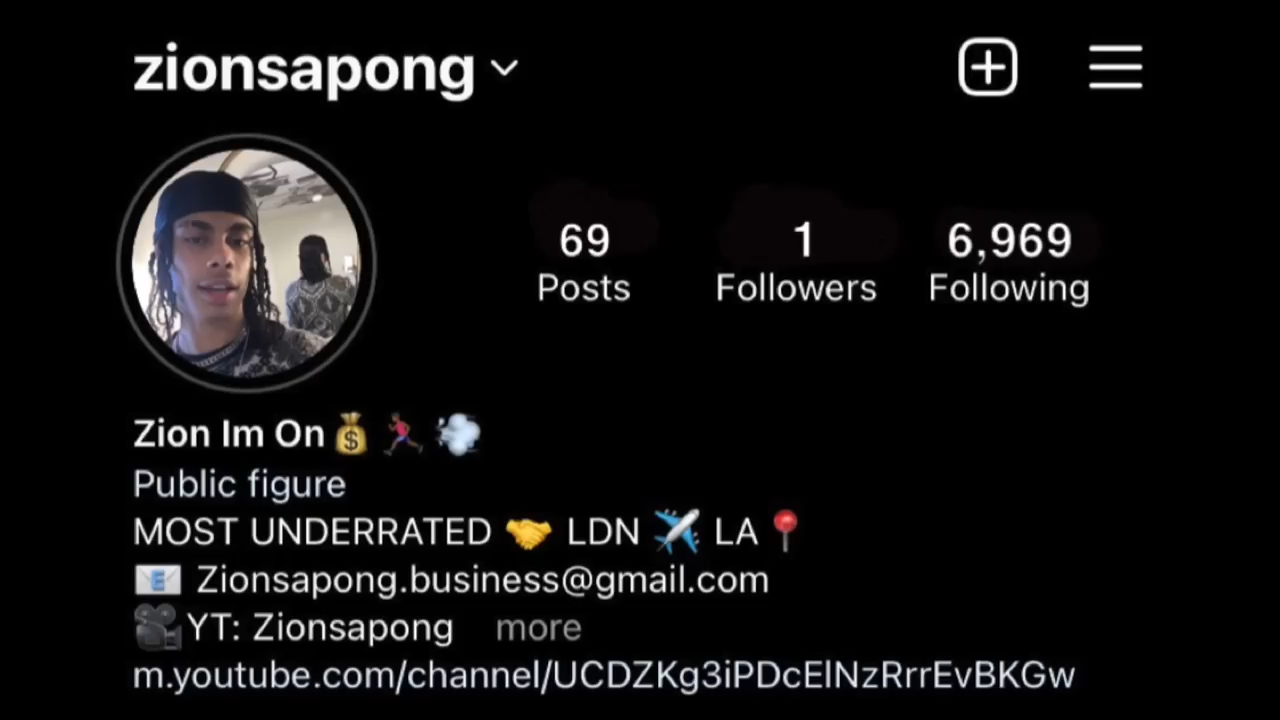 zionsapong
69 1 6,969
Posts Followers Following
Zion Im On💰🏃🏾‍♂️💨
Public figure
MOST UNDERRATED 🤝 LDN ✈️ LA📍
📧 Zionsapong.business@gmail.com
🎥YT: Zionsapong more
m.youtube.com/channel/UCDZKg3iPDcElNzRrrEvBKGw